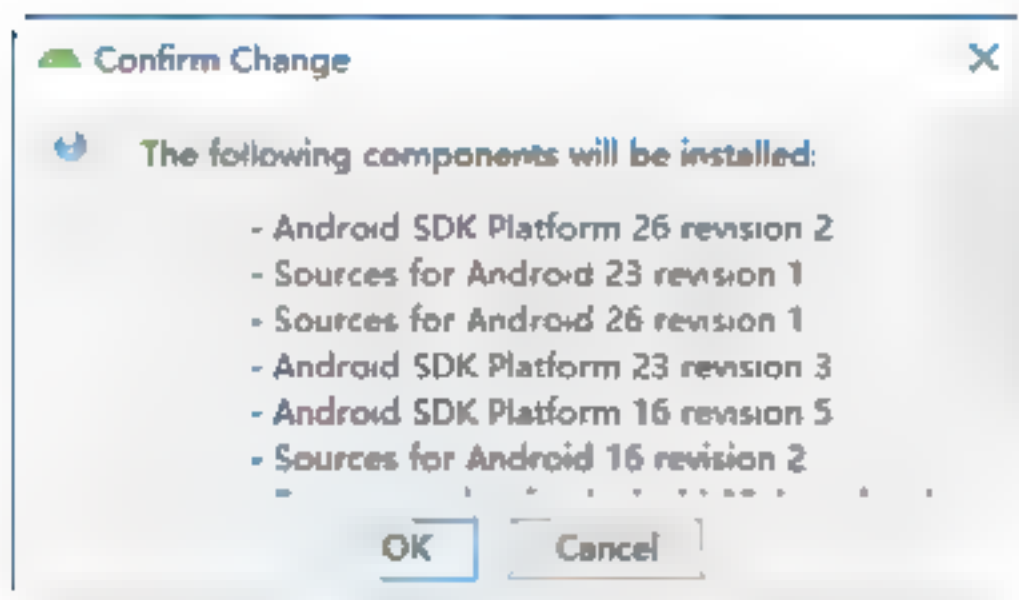 Confirm Change
The following components will be installed:
- Android SDK Platform 26 revision 2
- Sources for Android 23 revision 1
- Sources for Android 26 revision 1
- Android SDK Platform 23 revision 3
- Android SDK Platform 16 revision 5
- Sources for Android 16 revision 2
OK
Cancel